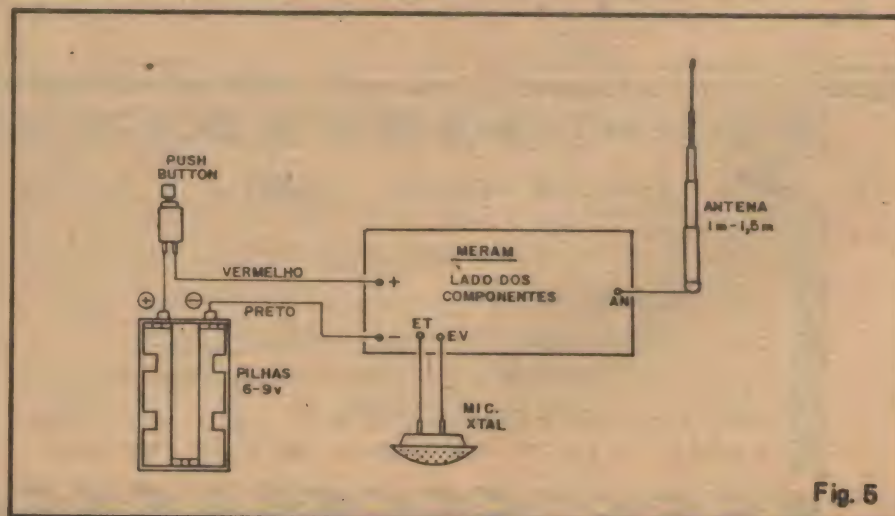 PUSH
BUTTON
VERMELHO
+
-
PRETO
PILHAS
6-9v
MERAM
LADO DOS
COMPONENTES
+
-
ET
EV
AN
MIC.
XTAL
ANTENA
1m-1,5m
Fig. 5